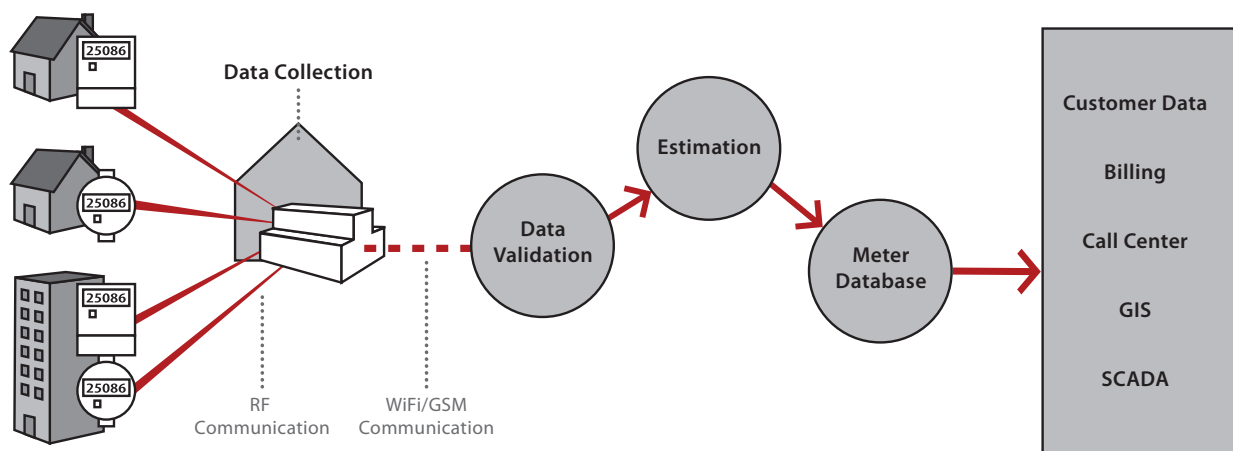 25086
25086
25086
25086
Data Collection
RF
Communication
WiFi/GSM
Communication
Data
Validation
Estimation
Meter
Database
Customer Data
Billing
Call Center
GIS
SCADA